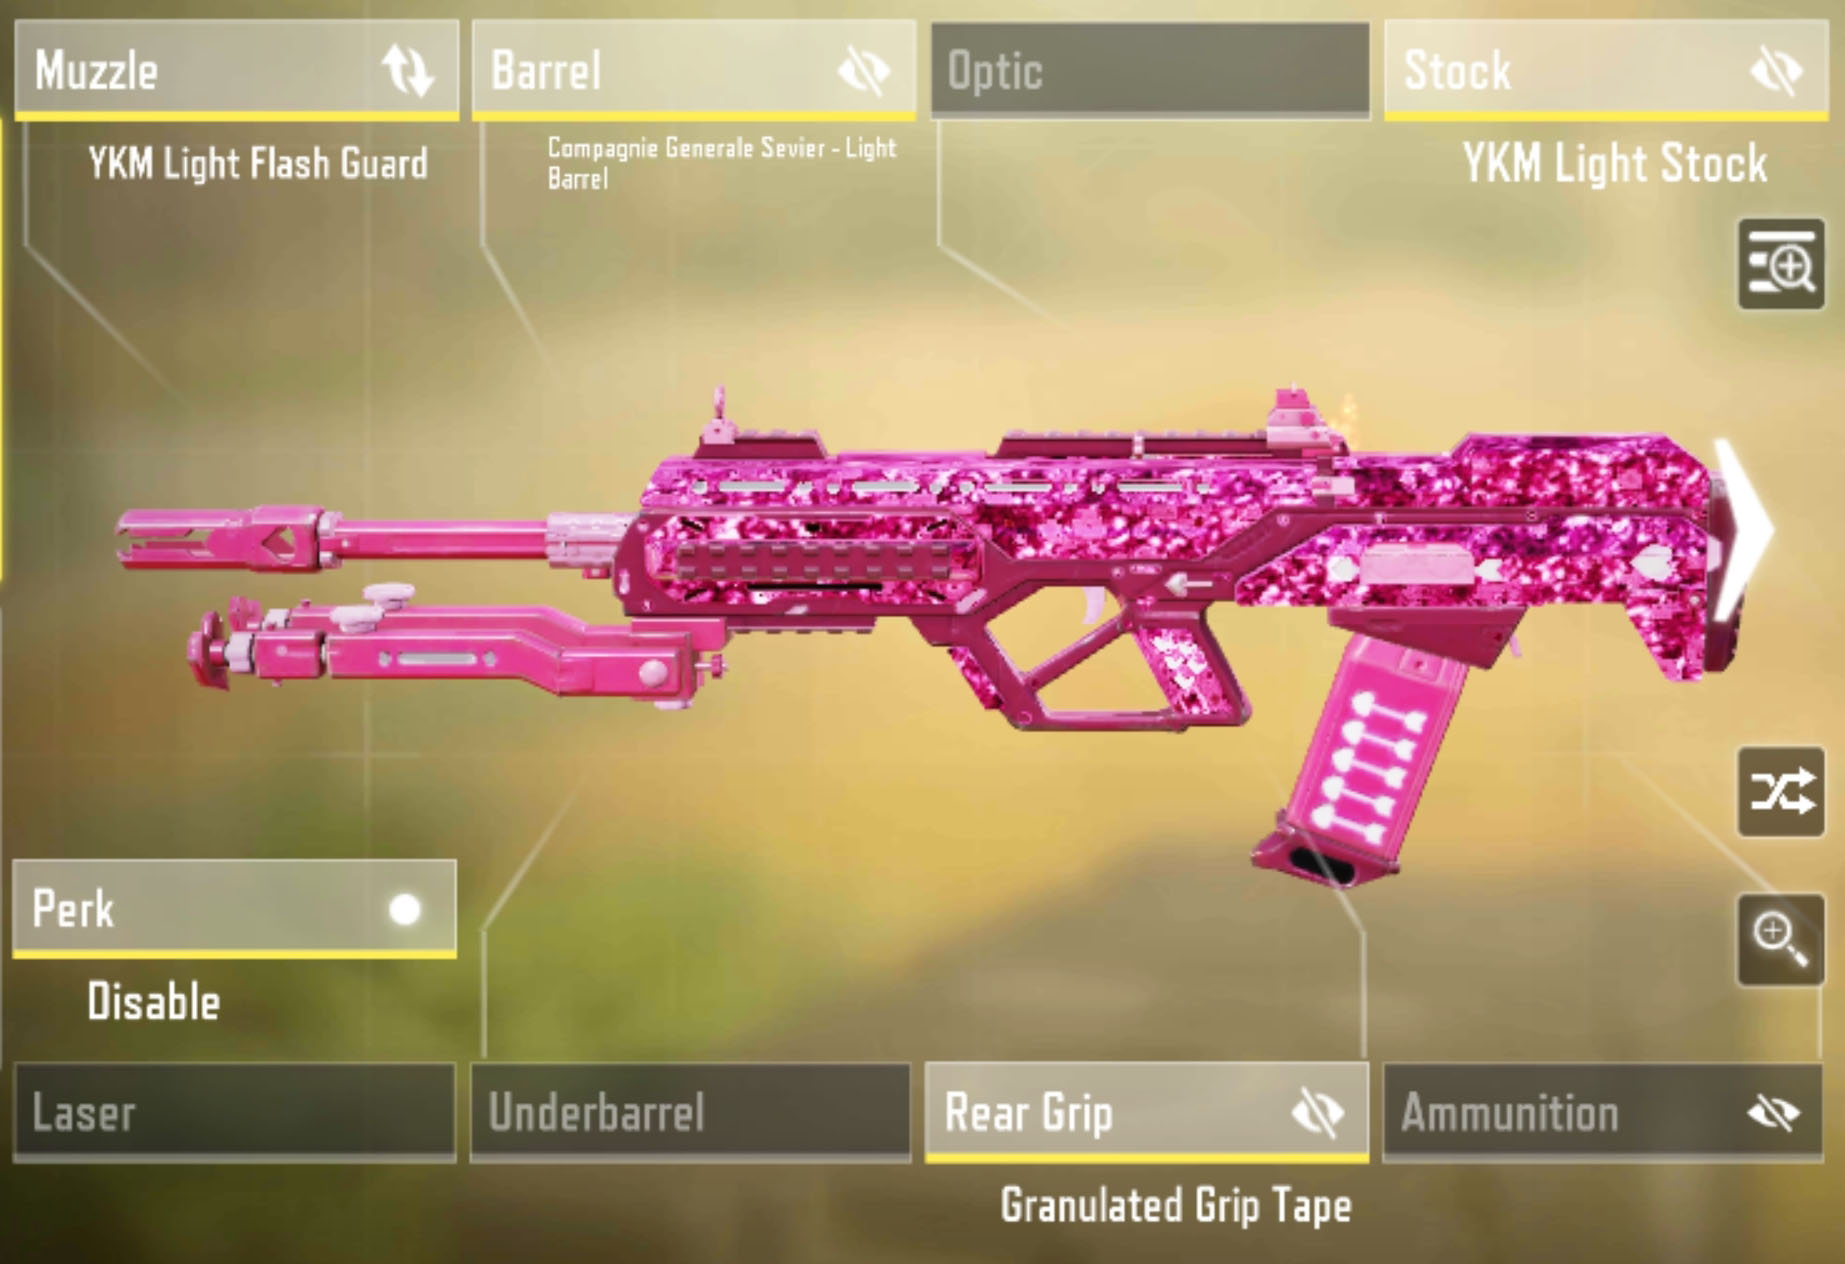 Muzzle
Barrel
Optic
Stock
YKM Light Flash Guard
Compagnie Generale Sevier - Light
Barrel
YKM Light Stock
Perk
Disable
Laser
Underbarrel
Rear Grip
Ammunition
Granulated Grip Tape